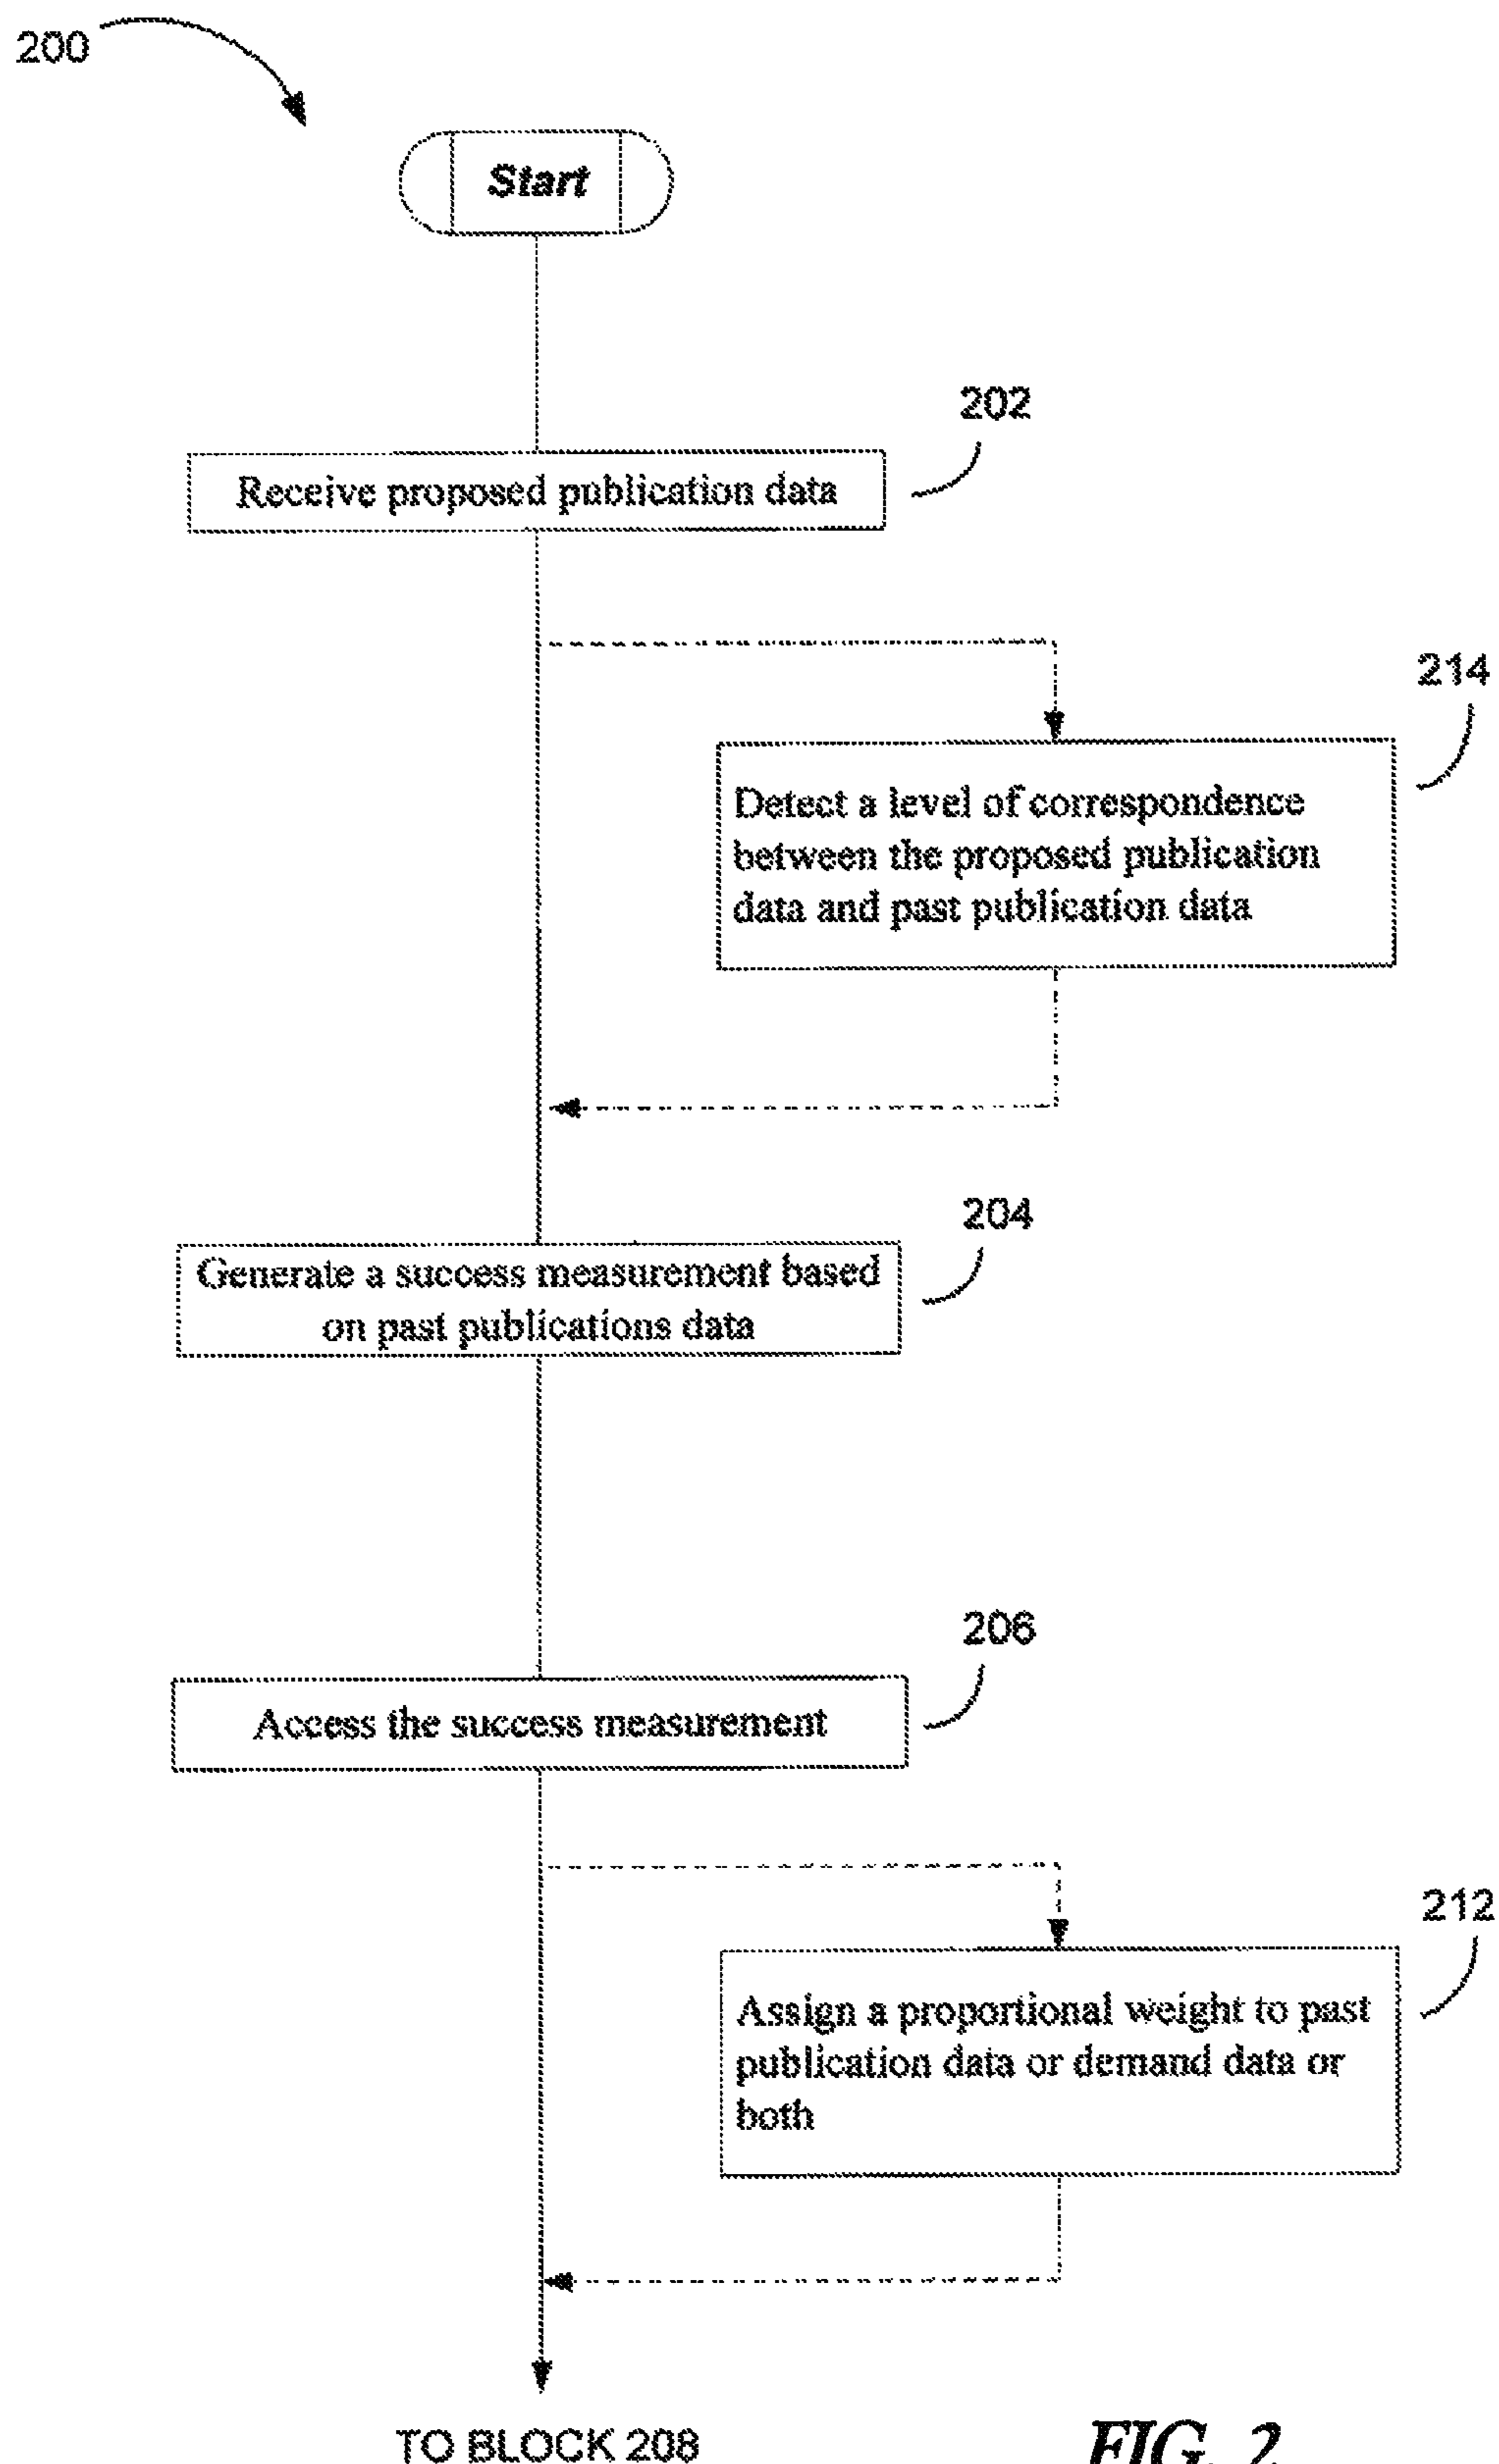 200
Start
202
Receive proposed publication data
214
Detect a level of correspondence
between the proposed publication
data and past publication data
204
Generate a success measurement based
on past publications data
206
Access the success measurement
212
Assign a proportional weight to past
publication data or demand data or
both
TO BLOCK 208
FIG. 2